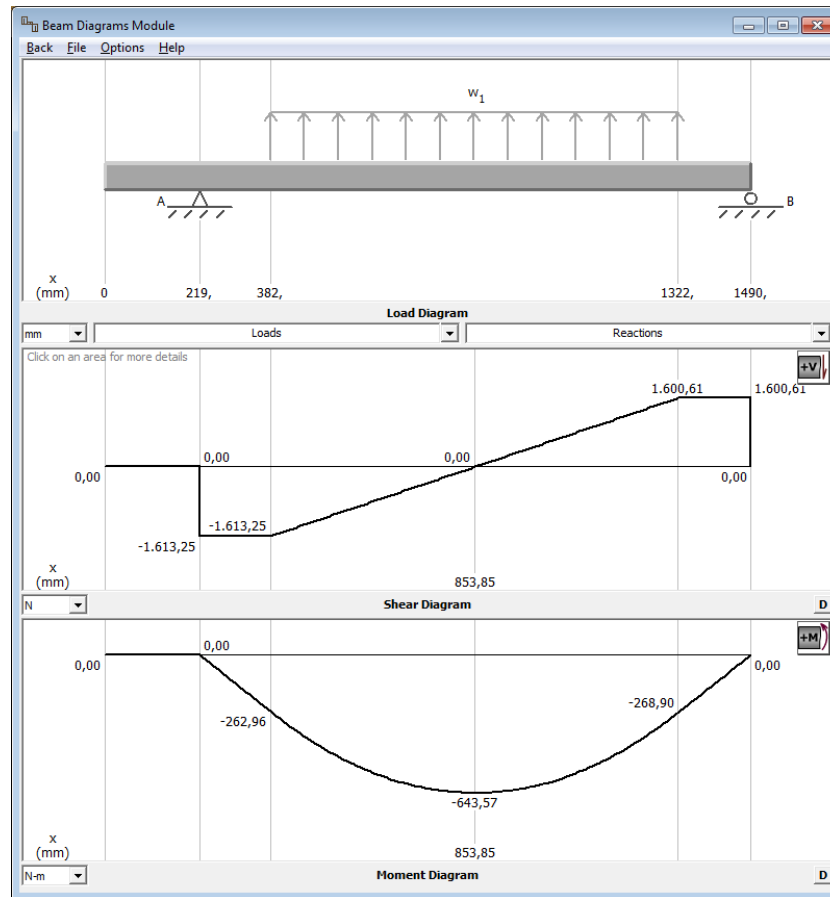 Beam Diagrams Module
Back File Options Help
w1
A
B
x
(mm) 0 219, 382, 1322, 1490,
Load Diagram
mm Loads Reactions
Click on an area for more details
+V
1.600,61 1.600,61
0,00 0,00
0,00 0,00
-1.613,25
-1.613,25
x
(mm) 853,85
N Shear Diagram D
+M
0,00
0,00 0,00
-262,96 -268,90
-643,57
x
(mm) 853,85
N-m Moment Diagram D